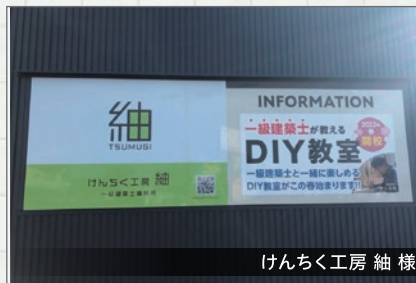 紬
TSUMUGI
けんちく工房 紬
一級建築士事務所
INFORMATION
一級建築士が教える
DIY教室
2022年
春
開校
一級建築士と一緒に楽しめる
DIY教室がこの春始まります!!
けんちく工房 紬 様